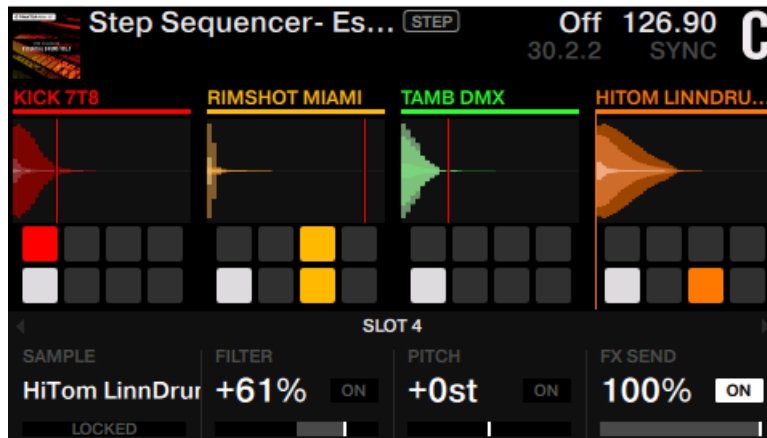 Step Sequencer- Es... STEP Off 126.90 C
30.2.2 SYNC
KICK 7T8 RIMSHOT MIAMI TAMB DMX HITOM LINNDRU...
SLOT 4
SAMPLE FILTER PITCH FX SEND
HiTom LinnDrur +61% ON +0st ON 100% ON
LOCKED